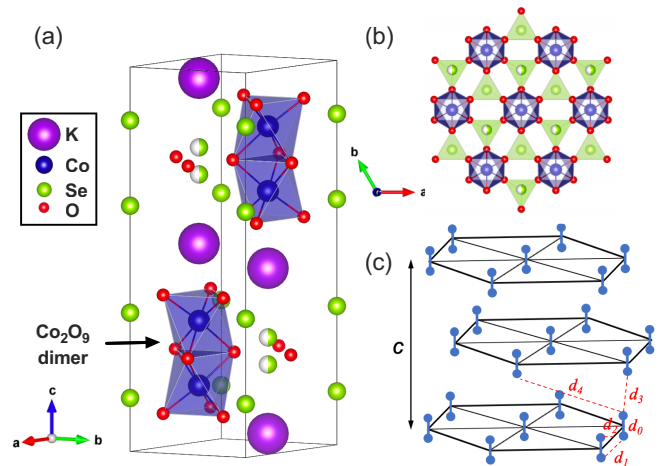 (a)
K
Co
Se
O
Co₂O₉
dimer
c
a
b
(b)
b
a
(c)
c
d₄
d₃
d₂
d₀
d₁